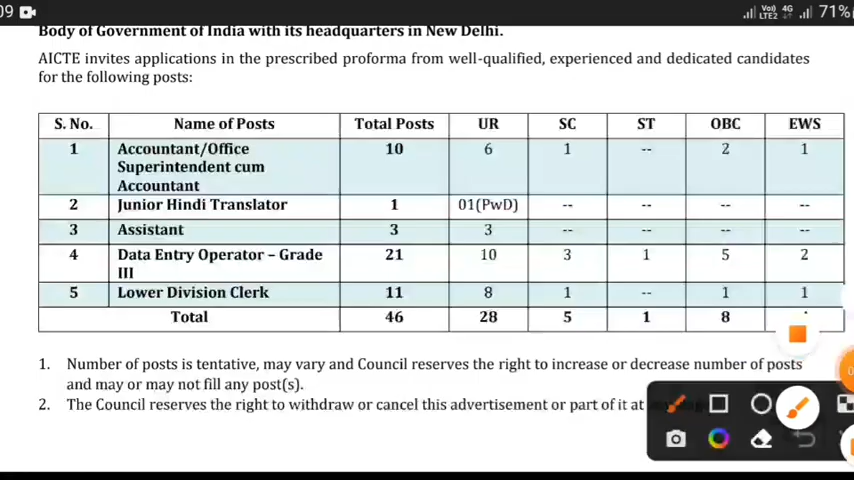 09
Voi) 4G
LTE2 71%
Body of Government of India with its headquarters in New Delhi.
AICTE invites applications in the prescribed proforma from well-qualified, experienced and dedicated candidates
for the following posts:
S. No. Name of Posts Total Posts UR SC ST OBC EWS
1 Accountant/Office Superintendent cum Accountant 10 6 1 -- 2 1
2 Junior Hindi Translator 1 01(PwD) -- -- -- --
3 Assistant 3 3 -- -- -- --
4 Data Entry Operator – Grade III 21 10 3 1 5 2
5 Lower Division Clerk 11 8 1 -- 1 1
Total 46 28 5 1 8
1. Number of posts is tentative, may vary and Council reserves the right to increase or decrease number of posts
and may or may not fill any post(s).
2. The Council reserves the right to withdraw or cancel this advertisement or part of it at